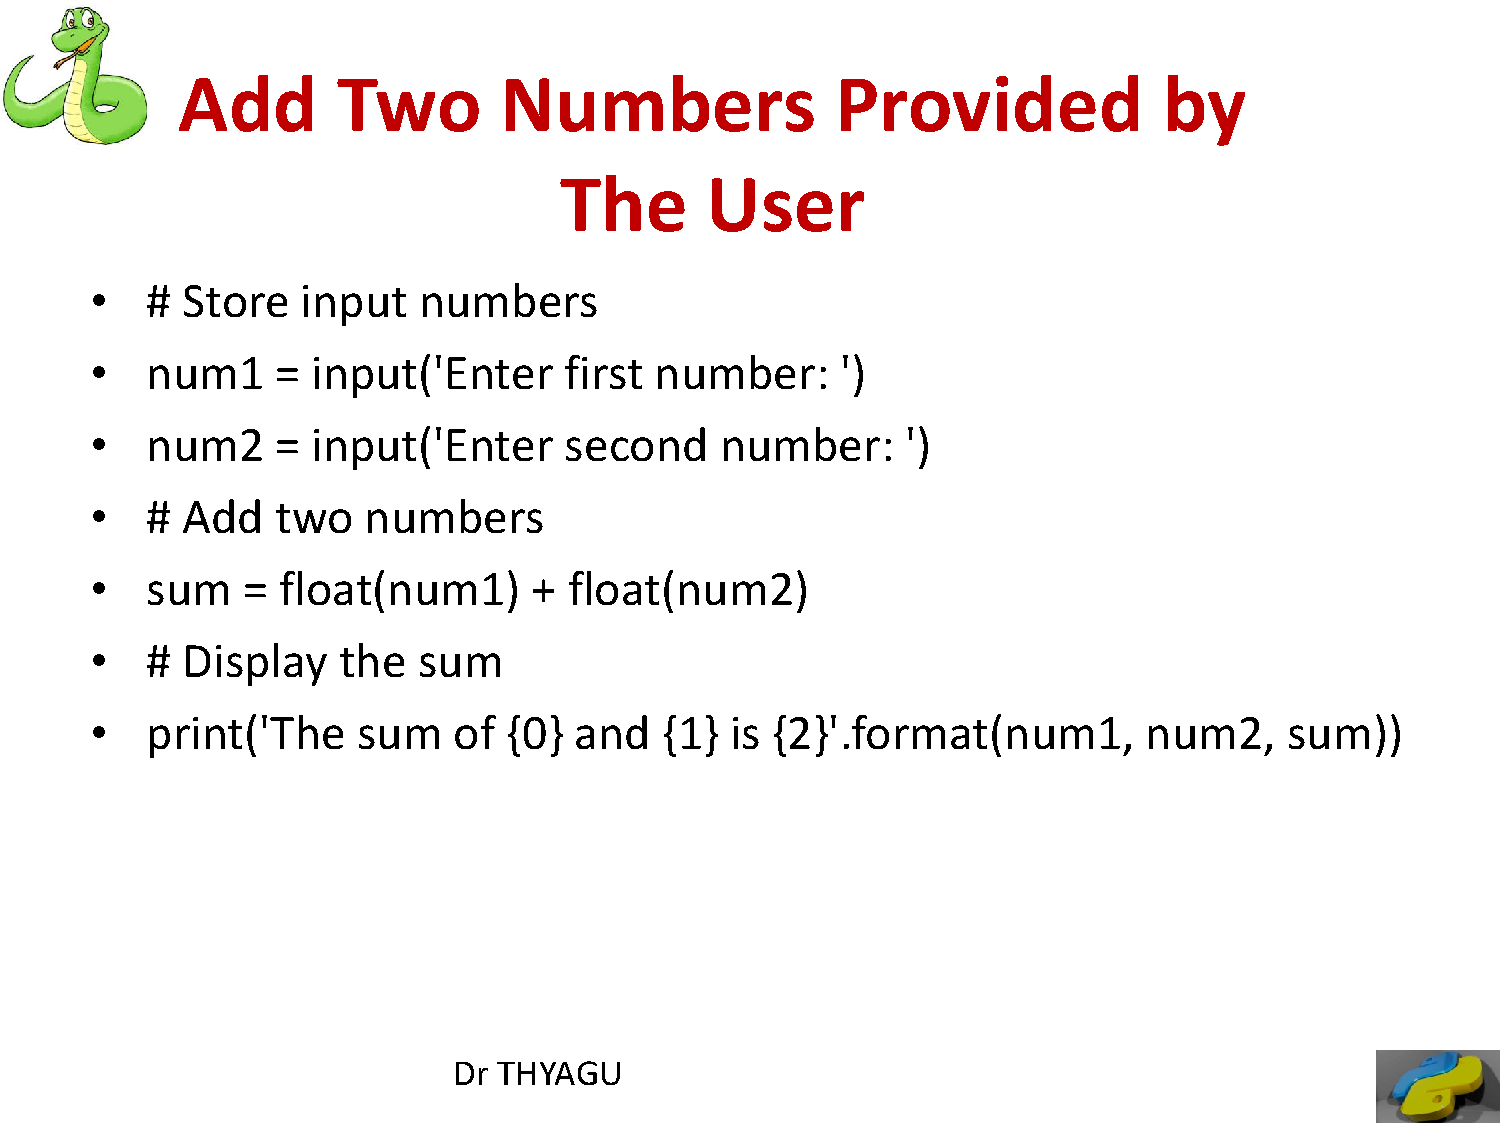 Add Two Numbers Provided by
The User
• # Store input numbers
• num1 = input('Enter first number: ')
• num2 = input('Enter second number: ')
• # Add two numbers
• sum = float(num1) + float(num2)
• # Display the sum
• print('The sum of {0} and {1} is {2}'.format(num1, num2, sum))
Dr THYAGU